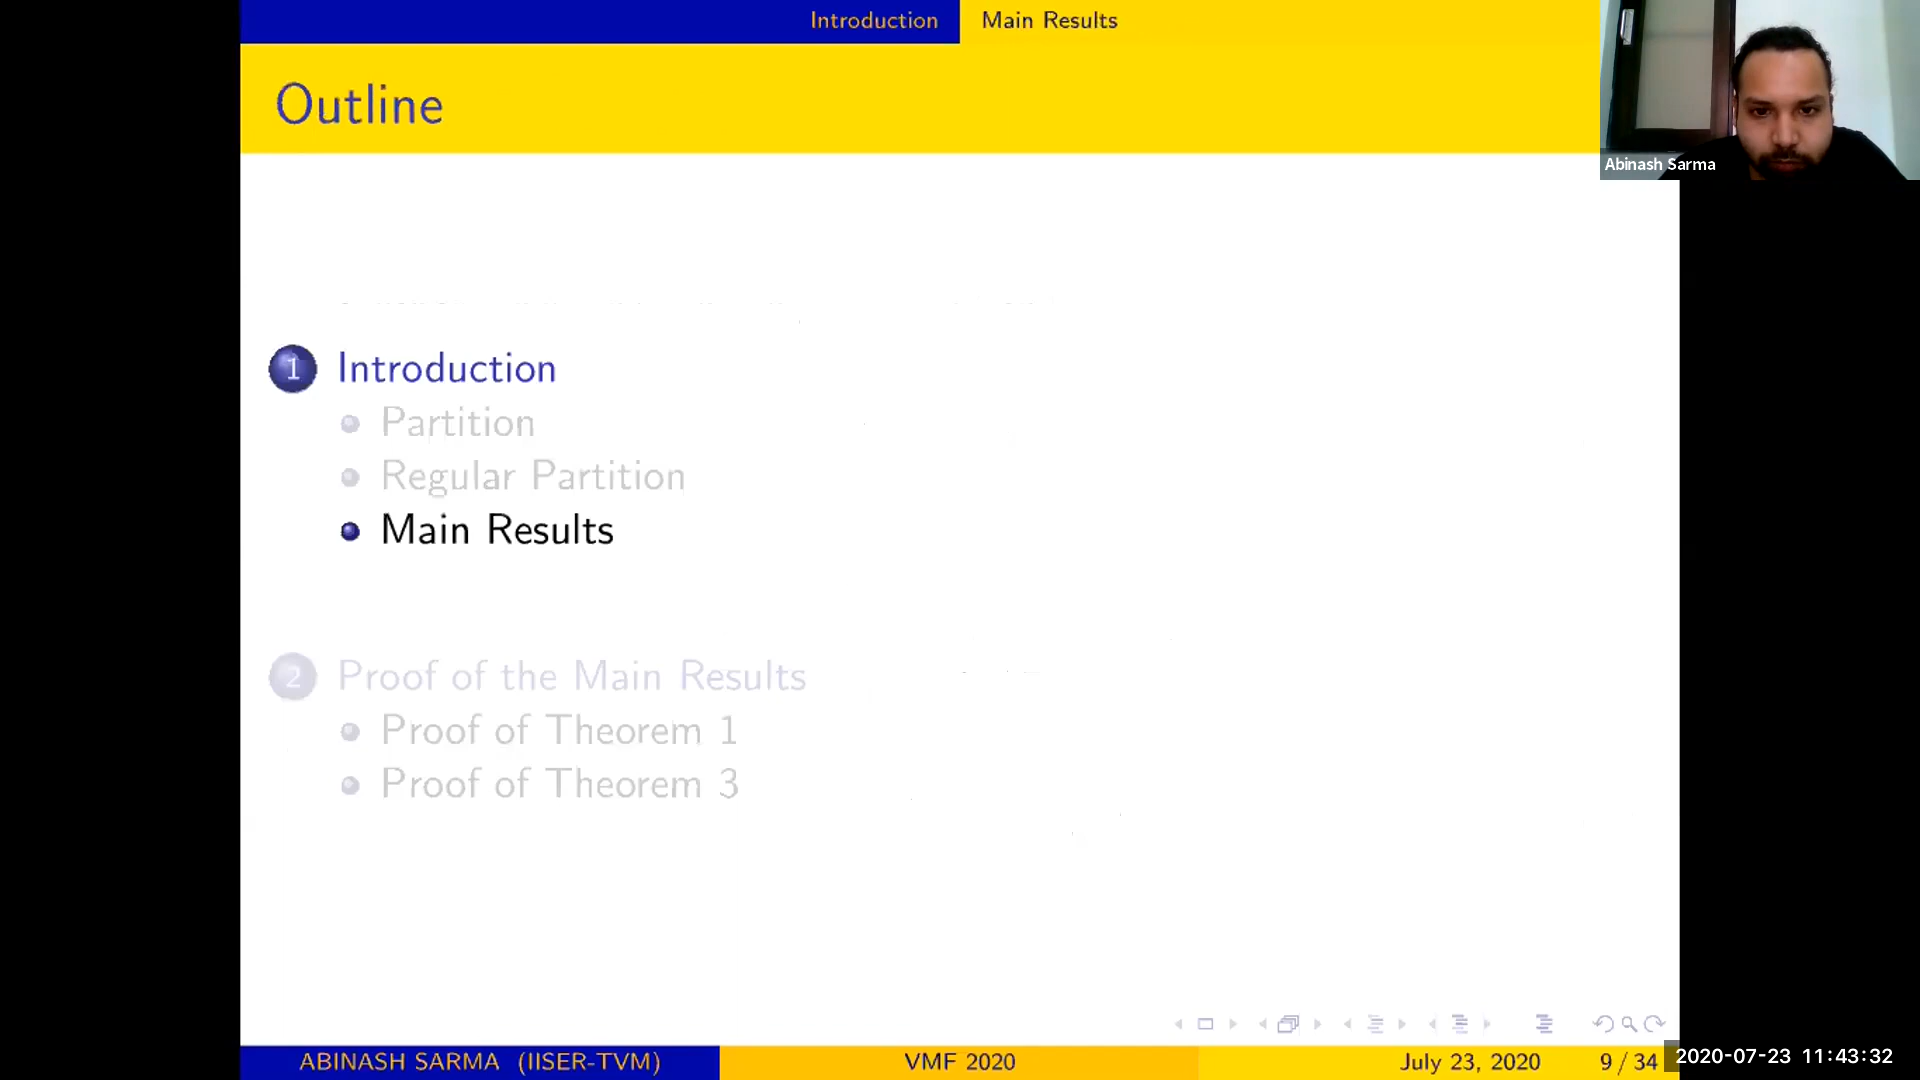 Introduction Main Results
Outline
Abinash Sarma
1 Introduction
Partition
Regular Partition
Main Results
2 Proof of the Main Results
Proof of Theorem 1
Proof of Theorem 3
ABINASH SARMA (IISER-TVM) VMF 2020 July 23, 2020 9 / 34
2020-07-23 11:43:32